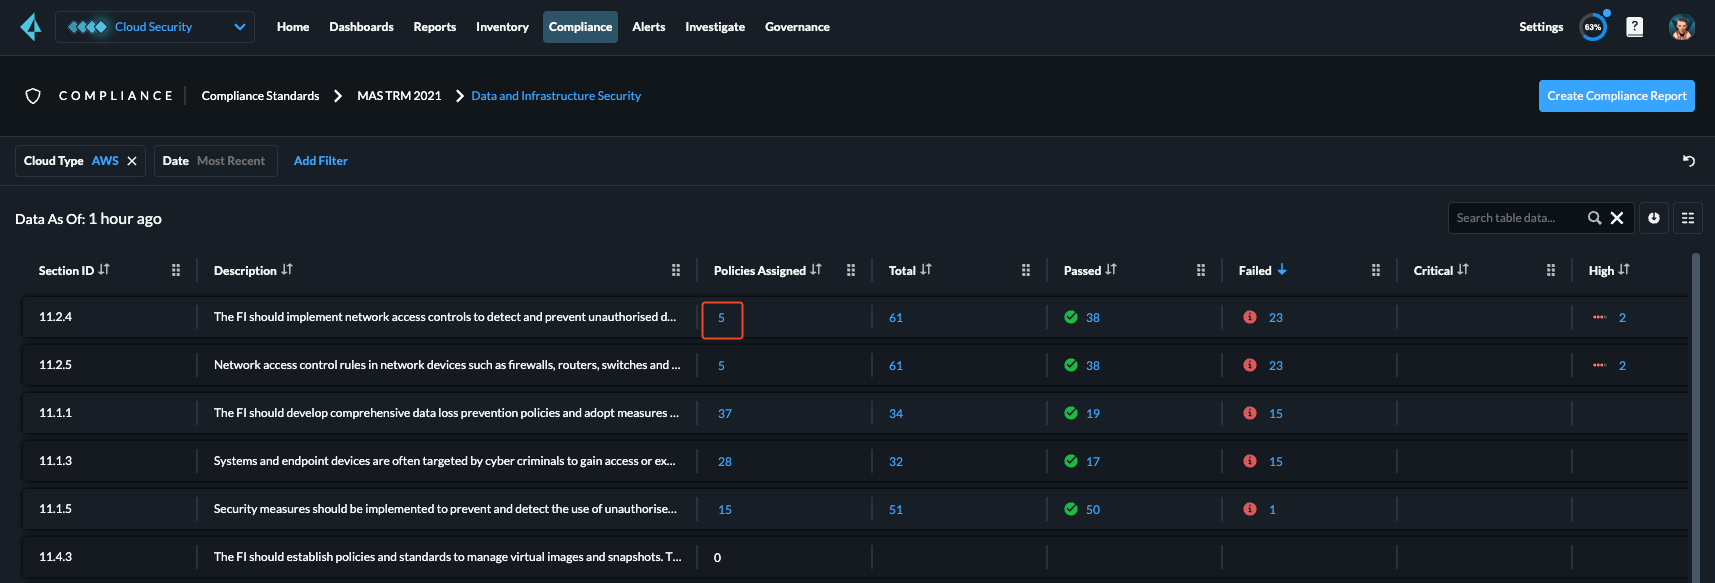 Cloud Security Home Dashboards Reports Inventory Compliance Alerts Investigate Governance Settings 63% ?
COMPLIANCE Compliance Standards MAS TRM 2021 Data and Infrastructure Security Create Compliance Report
Cloud Type AWS Date Most Recent Add Filter
Data As Of: 1 hour ago Search table data...
Section ID Description Policies Assigned Total Passed Failed Critical High
11.2.4 The FI should implement network access controls to detect and prevent unauthorised d... 5 61 38 23 2
11.2.5 Network access control rules in network devices such as firewalls, routers, switches and ... 5 61 38 23 2
11.1.1 The FI should develop comprehensive data loss prevention policies and adopt measures ... 37 34 19 15
11.1.3 Systems and endpoint devices are often targeted by cyber criminals to gain access or ex... 28 32 17 15
11.1.5 Security measures should be implemented to prevent and detect the use of unauthorise... 15 51 50 1
11.4.3 The FI should establish policies and standards to manage virtual images and snapshots. T... 0